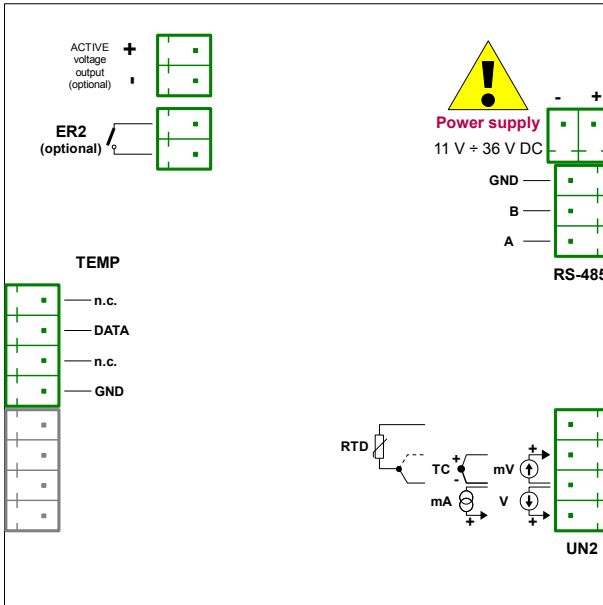 ACTIVE
voltage
output
(optional)
+
-
ER2
(optional)
Power supply
11 V ÷ 36 V DC
- +
GND
B
A
RS-485
TEMP
n.c.
DATA
n.c.
GND
RTD
TC
+
-
mV
+
mA
+
V
+
UN2